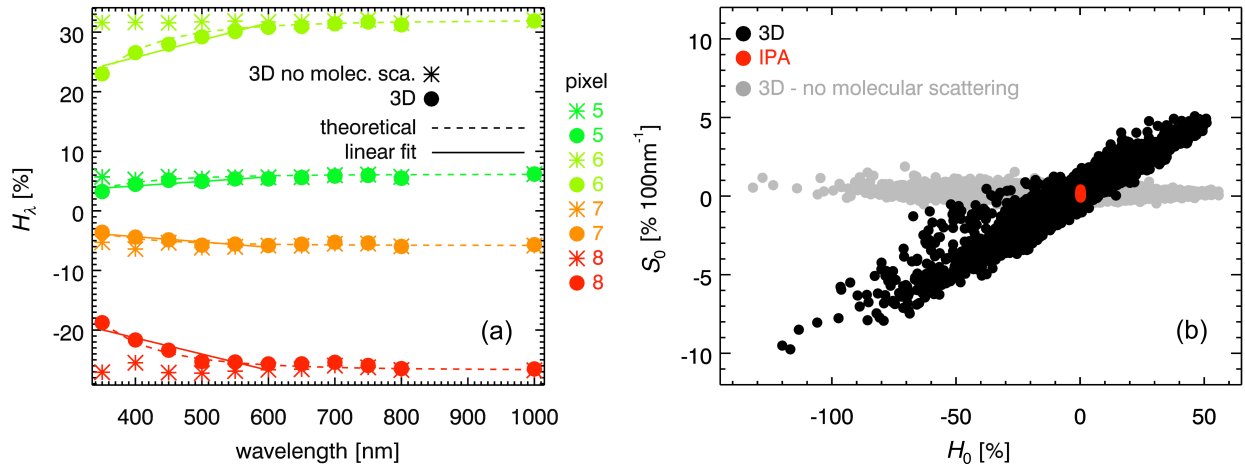 30
20
10
0
-10
-20
H_λ [%]
3D no molec. sca.
3D
theoretical
linear fit
(a)
400 500 600 700 800 900 1000
wavelength [nm]
pixel
5
5
6
6
7
7
8
8
10
5
0
-5
-10
S_0 [% 100nm^-1]
3D
IPA
3D - no molecular scattering
(b)
-100 -50 0 50
H_0 [%]